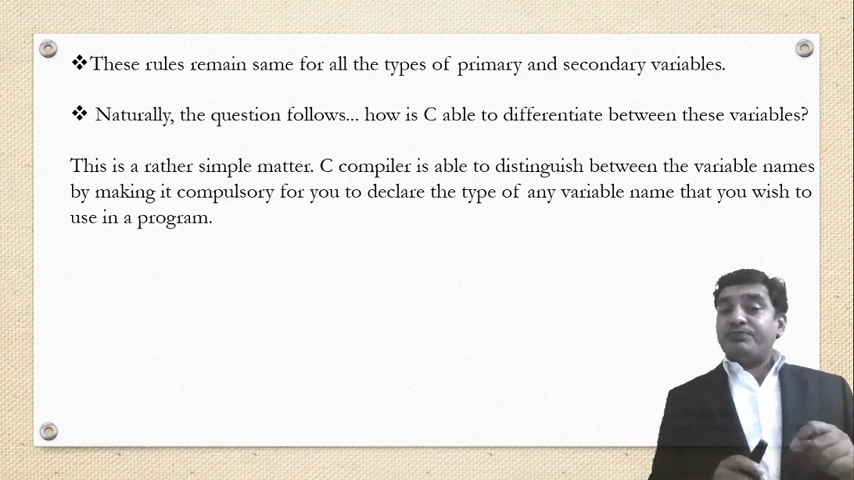 ❖These rules remain same for all the types of primary and secondary variables.
❖ Naturally, the question follows... how is C able to differentiate between these variables?
This is a rather simple matter. C compiler is able to distinguish between the variable names
by making it compulsory for you to declare the type of any variable name that you wish to
use in a program.